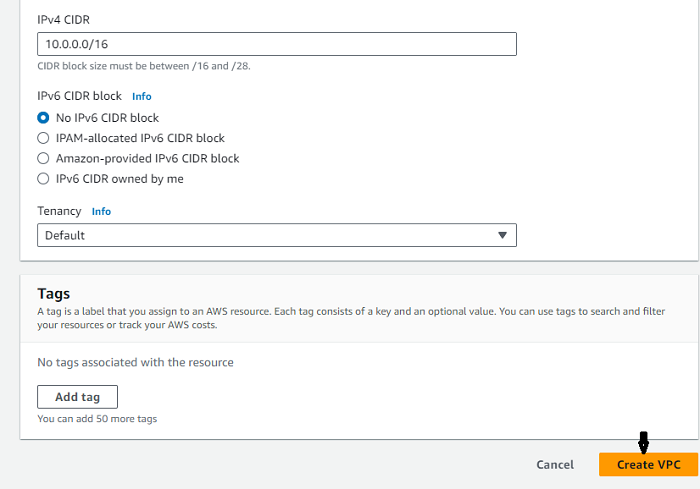 IPv4 CIDR
10.0.0.0/16
CIDR block size must be between /16 and /28.
IPv6 CIDR block Info
No IPv6 CIDR block
IPAM-allocated IPv6 CIDR block
Amazon-provided IPv6 CIDR block
IPv6 CIDR owned by me
Tenancy Info
Default
Tags
A tag is a label that you assign to an AWS resource. Each tag consists of a key and an optional value. You can use tags to search and filter
your resources or track your AWS costs.
No tags associated with the resource
Add tag
You can add 50 more tags
Cancel Create VPC